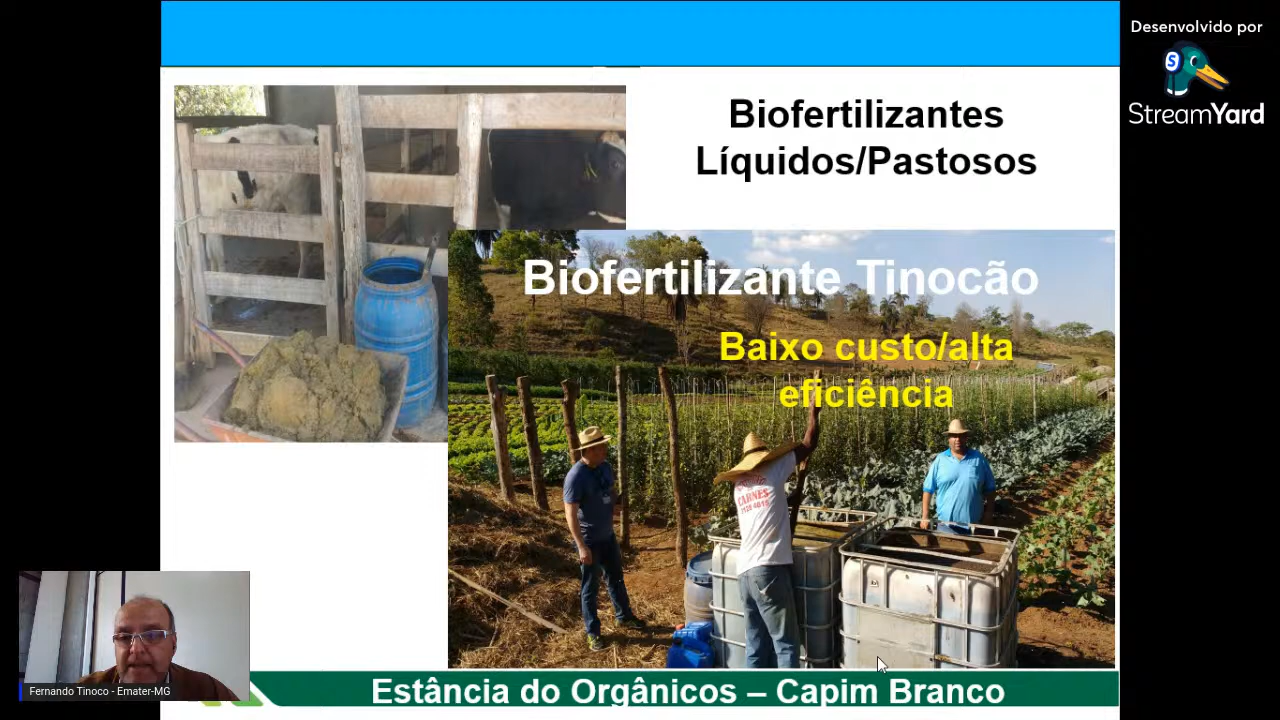 Desenvolvido por
StreamYard
Biofertilizantes
Líquidos/Pastosos
Biofertilizante Tinocão
Baixo custo/alta
eficiência
CARNES
Fernando Tinoco - Emater-MG
Estância do Orgânicos – Capim Branco